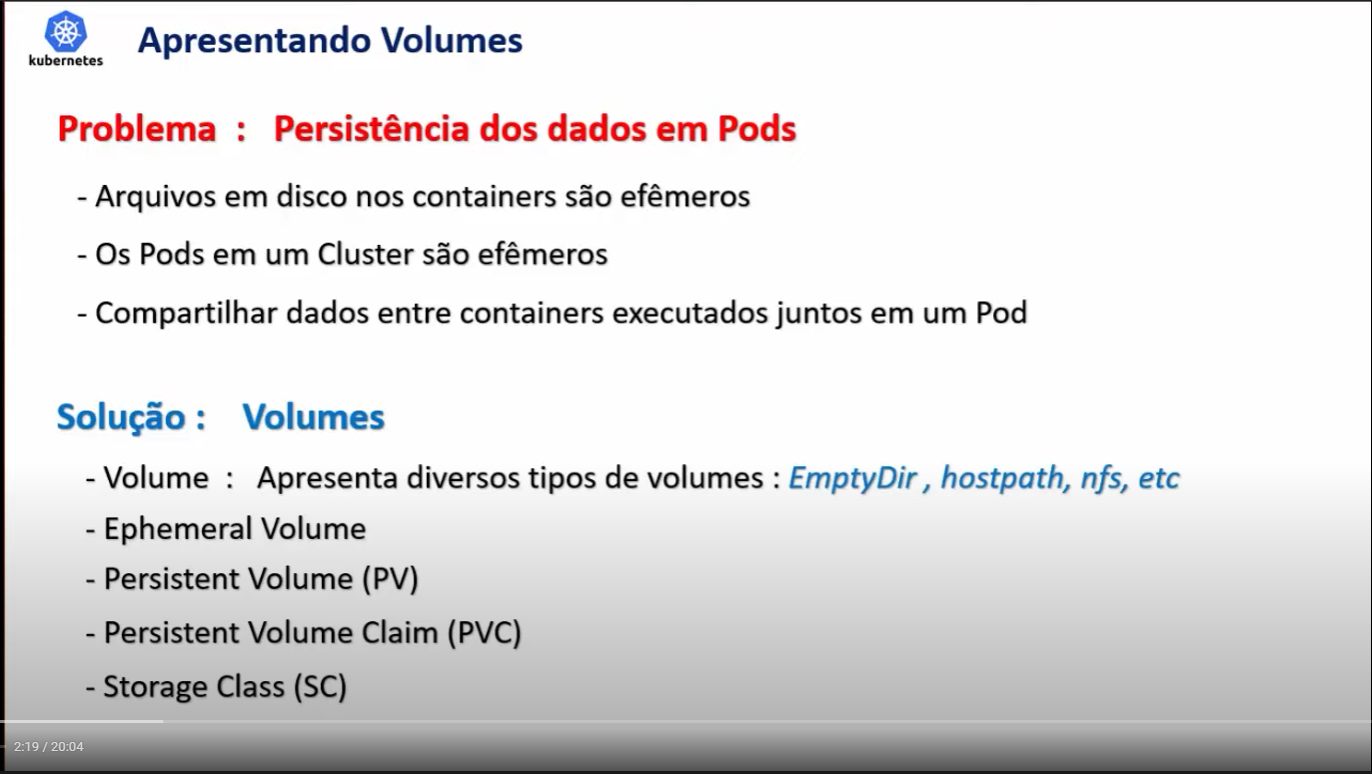 kubernetes
Apresentando Volumes
Problema : Persistência dos dados em Pods
- Arquivos em disco nos containers são efêmeros
- Os Pods em um Cluster são efêmeros
- Compartilhar dados entre containers executados juntos em um Pod
Solução : Volumes
- Volume : Apresenta diversos tipos de volumes : EmptyDir , hostpath, nfs, etc
- Ephemeral Volume
- Persistent Volume (PV)
- Persistent Volume Claim (PVC)
- Storage Class (SC)
2:19 / 20:04